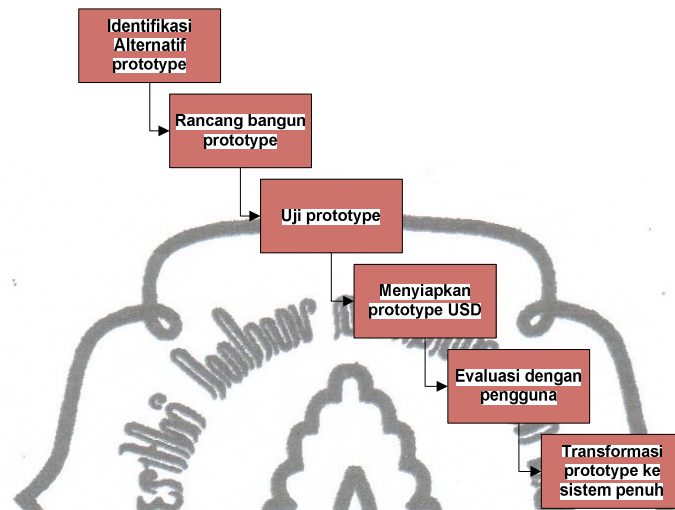 Identifikasi
Alternatif
prototype
Rancang bangun
prototype
Uji prototype
Menyiapkan
prototype USD
Evaluasi dengan
pengguna
Transformasi
prototype ke
sistem penuh